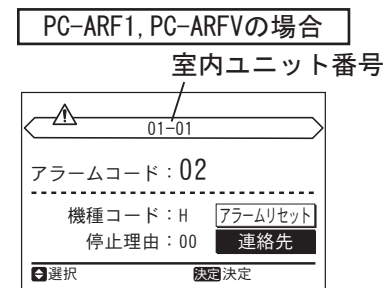 PC-ARF1,PC-ARFVの場合
室内ユニット番号
01-01
アラームコード：02
機種コード：H アラームリセット
停止理由：00 連絡先
選択 決定 決定